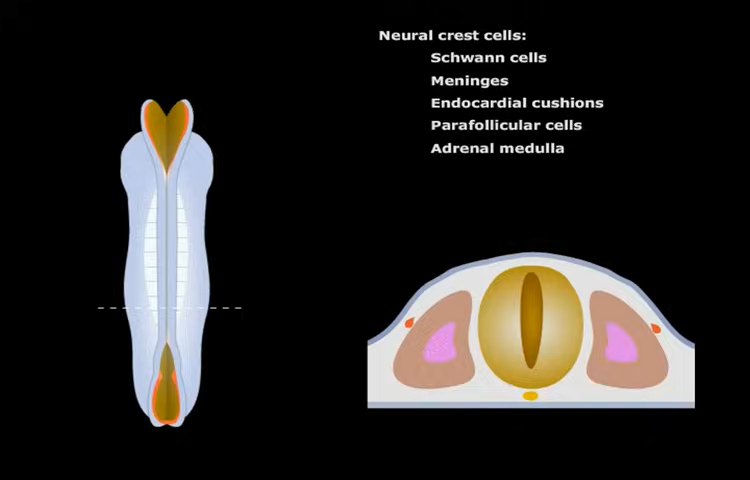 Neural crest cells:
Schwann cells
Meninges
Endocardial cushions
Parafollicular cells
Adrenal medulla